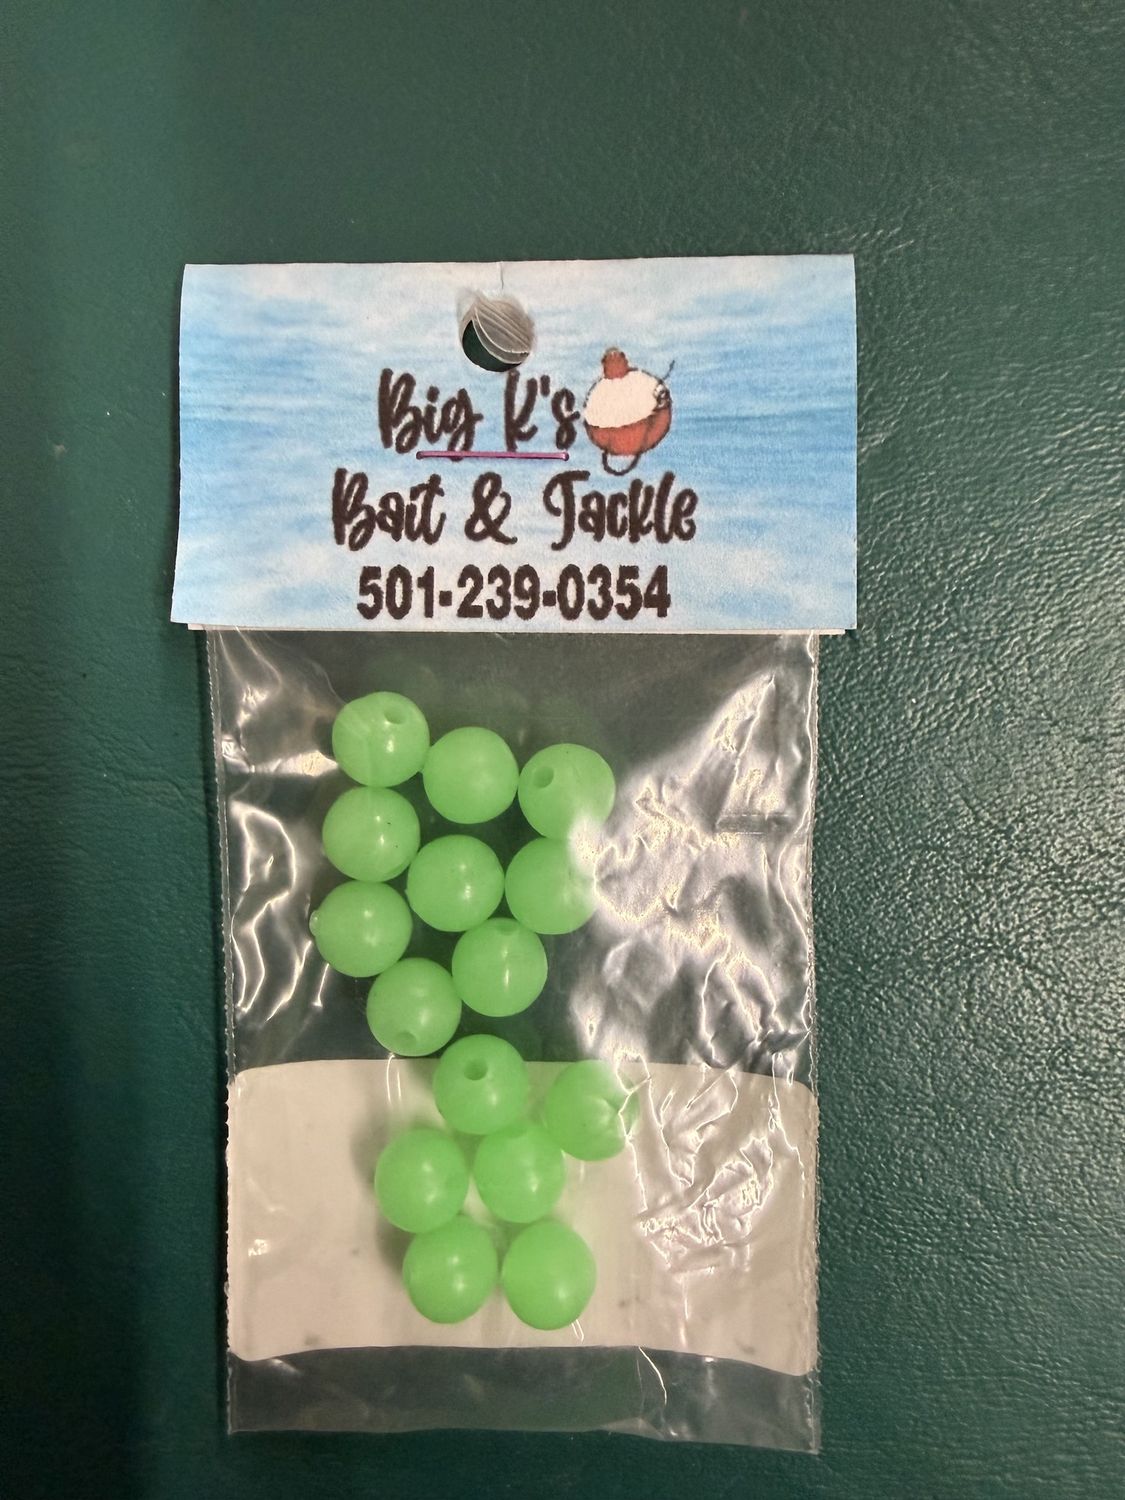 Big K's
Bait & Tackle
501-239-0354